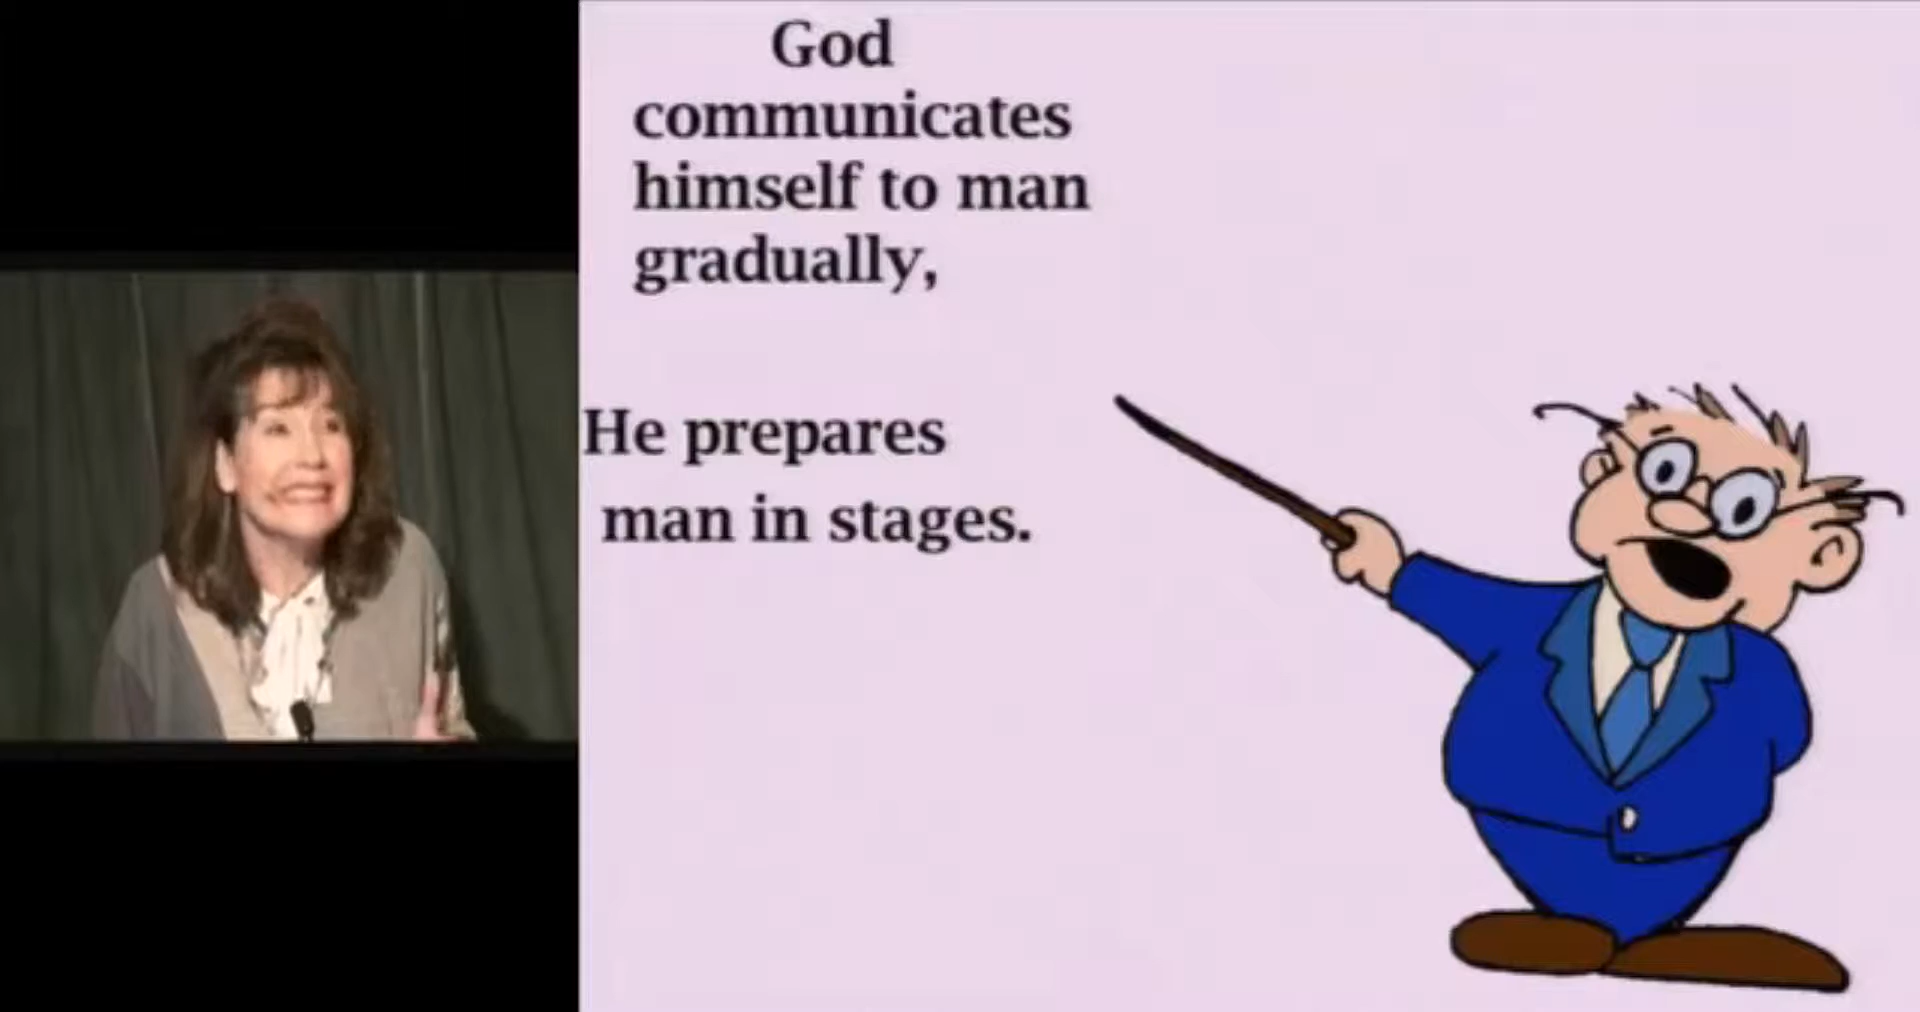 God
communicates
himself to man
gradually,
He prepares
man in stages.